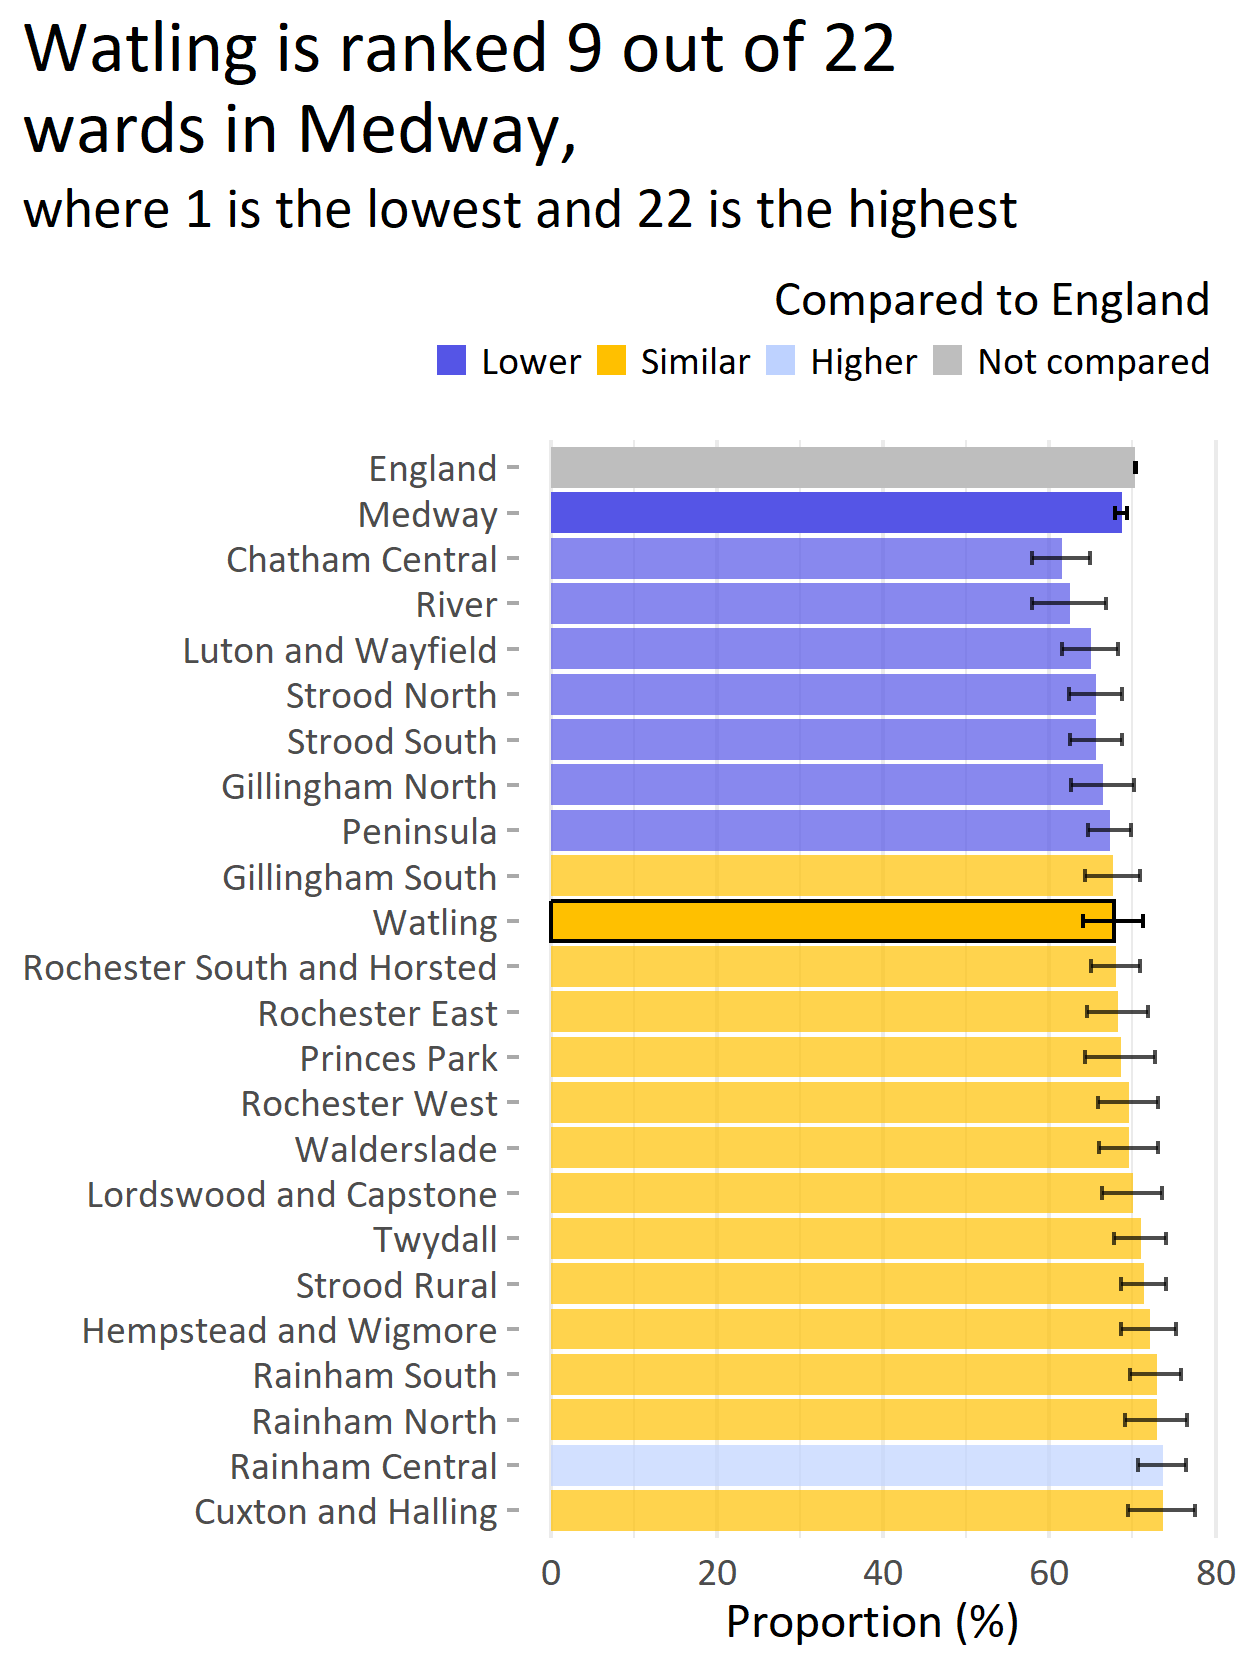 Watling is ranked 9 out of 22
wards in Medway,
where 1 is the lowest and 22 is the highest
Compared to England
Lower Similar Higher Not compared
England
Medway
Chatham Central
River
Luton and Wayfield
Strood North
Strood South
Gillingham North
Peninsula
Gillingham South
Watling
Rochester South and Horsted
Rochester East
Princes Park
Rochester West
Walderslade
Lordswood and Capstone
Twydall
Strood Rural
Hempstead and Wigmore
Rainham South
Rainham North
Rainham Central
Cuxton and Halling
0 20 40 60 80
Proportion (%)